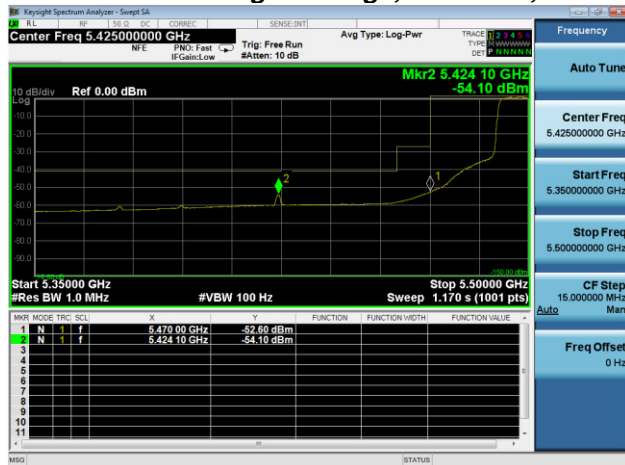 Keysight Spectrum Analyzer - Swept SA
RL RF 50 Ω DC CORREC SENSE:INT
Center Freq 5.425000000 GHz
NFE
PNO: Fast
IFGain:Low
Trig: Free Run
#Atten: 10 dB
Avg Type: Log-Pwr
TRACE 1 2 3 4 5 6
TYPE
DET P N N N N N
Mkr2 5.424 10 GHz
-54.10 dBm
10 dB/div Ref 0.00 dBm
Log
-10.0
-20.0
-30.0
-40.0
-50.0
-60.0
-70.0
-80.0
-90.0
2
1
-150.00 dBm
Start 5.35000 GHz
Stop 5.50000 GHz
#Res BW 1.0 MHz
#VBW 100 Hz
Sweep 1.170 s (1001 pts)
MKR MODE TRC SCL X Y FUNCTION FUNCTION WIDTH FUNCTION VALUE
1 N 1 f 5.470 00 GHz -52.60 dBm
2 N 1 f 5.424 10 GHz -54.10 dBm
3
4
5
6
7
8
9
10
11
MSG
STATUS
Frequency
Auto Tune
Center Freq
5.425000000 GHz
Start Freq
5.350000000 GHz
Stop Freq
5.500000000 GHz
CF Step
15.000000 MHz
Auto Man
Freq Offset
0 Hz